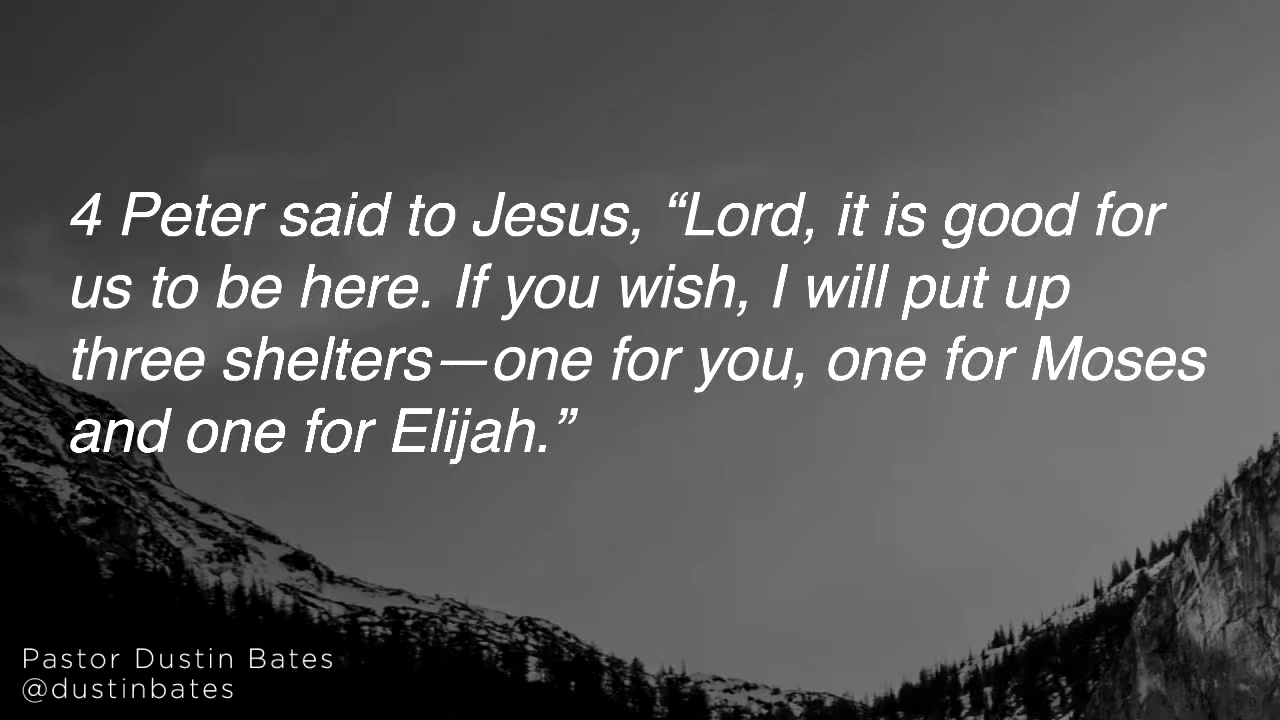 4 Peter said to Jesus, “Lord, it is good for
us to be here. If you wish, I will put up
three shelters—one for you, one for Moses
and one for Elijah.”
Pastor Dustin Bates
@dustinbates